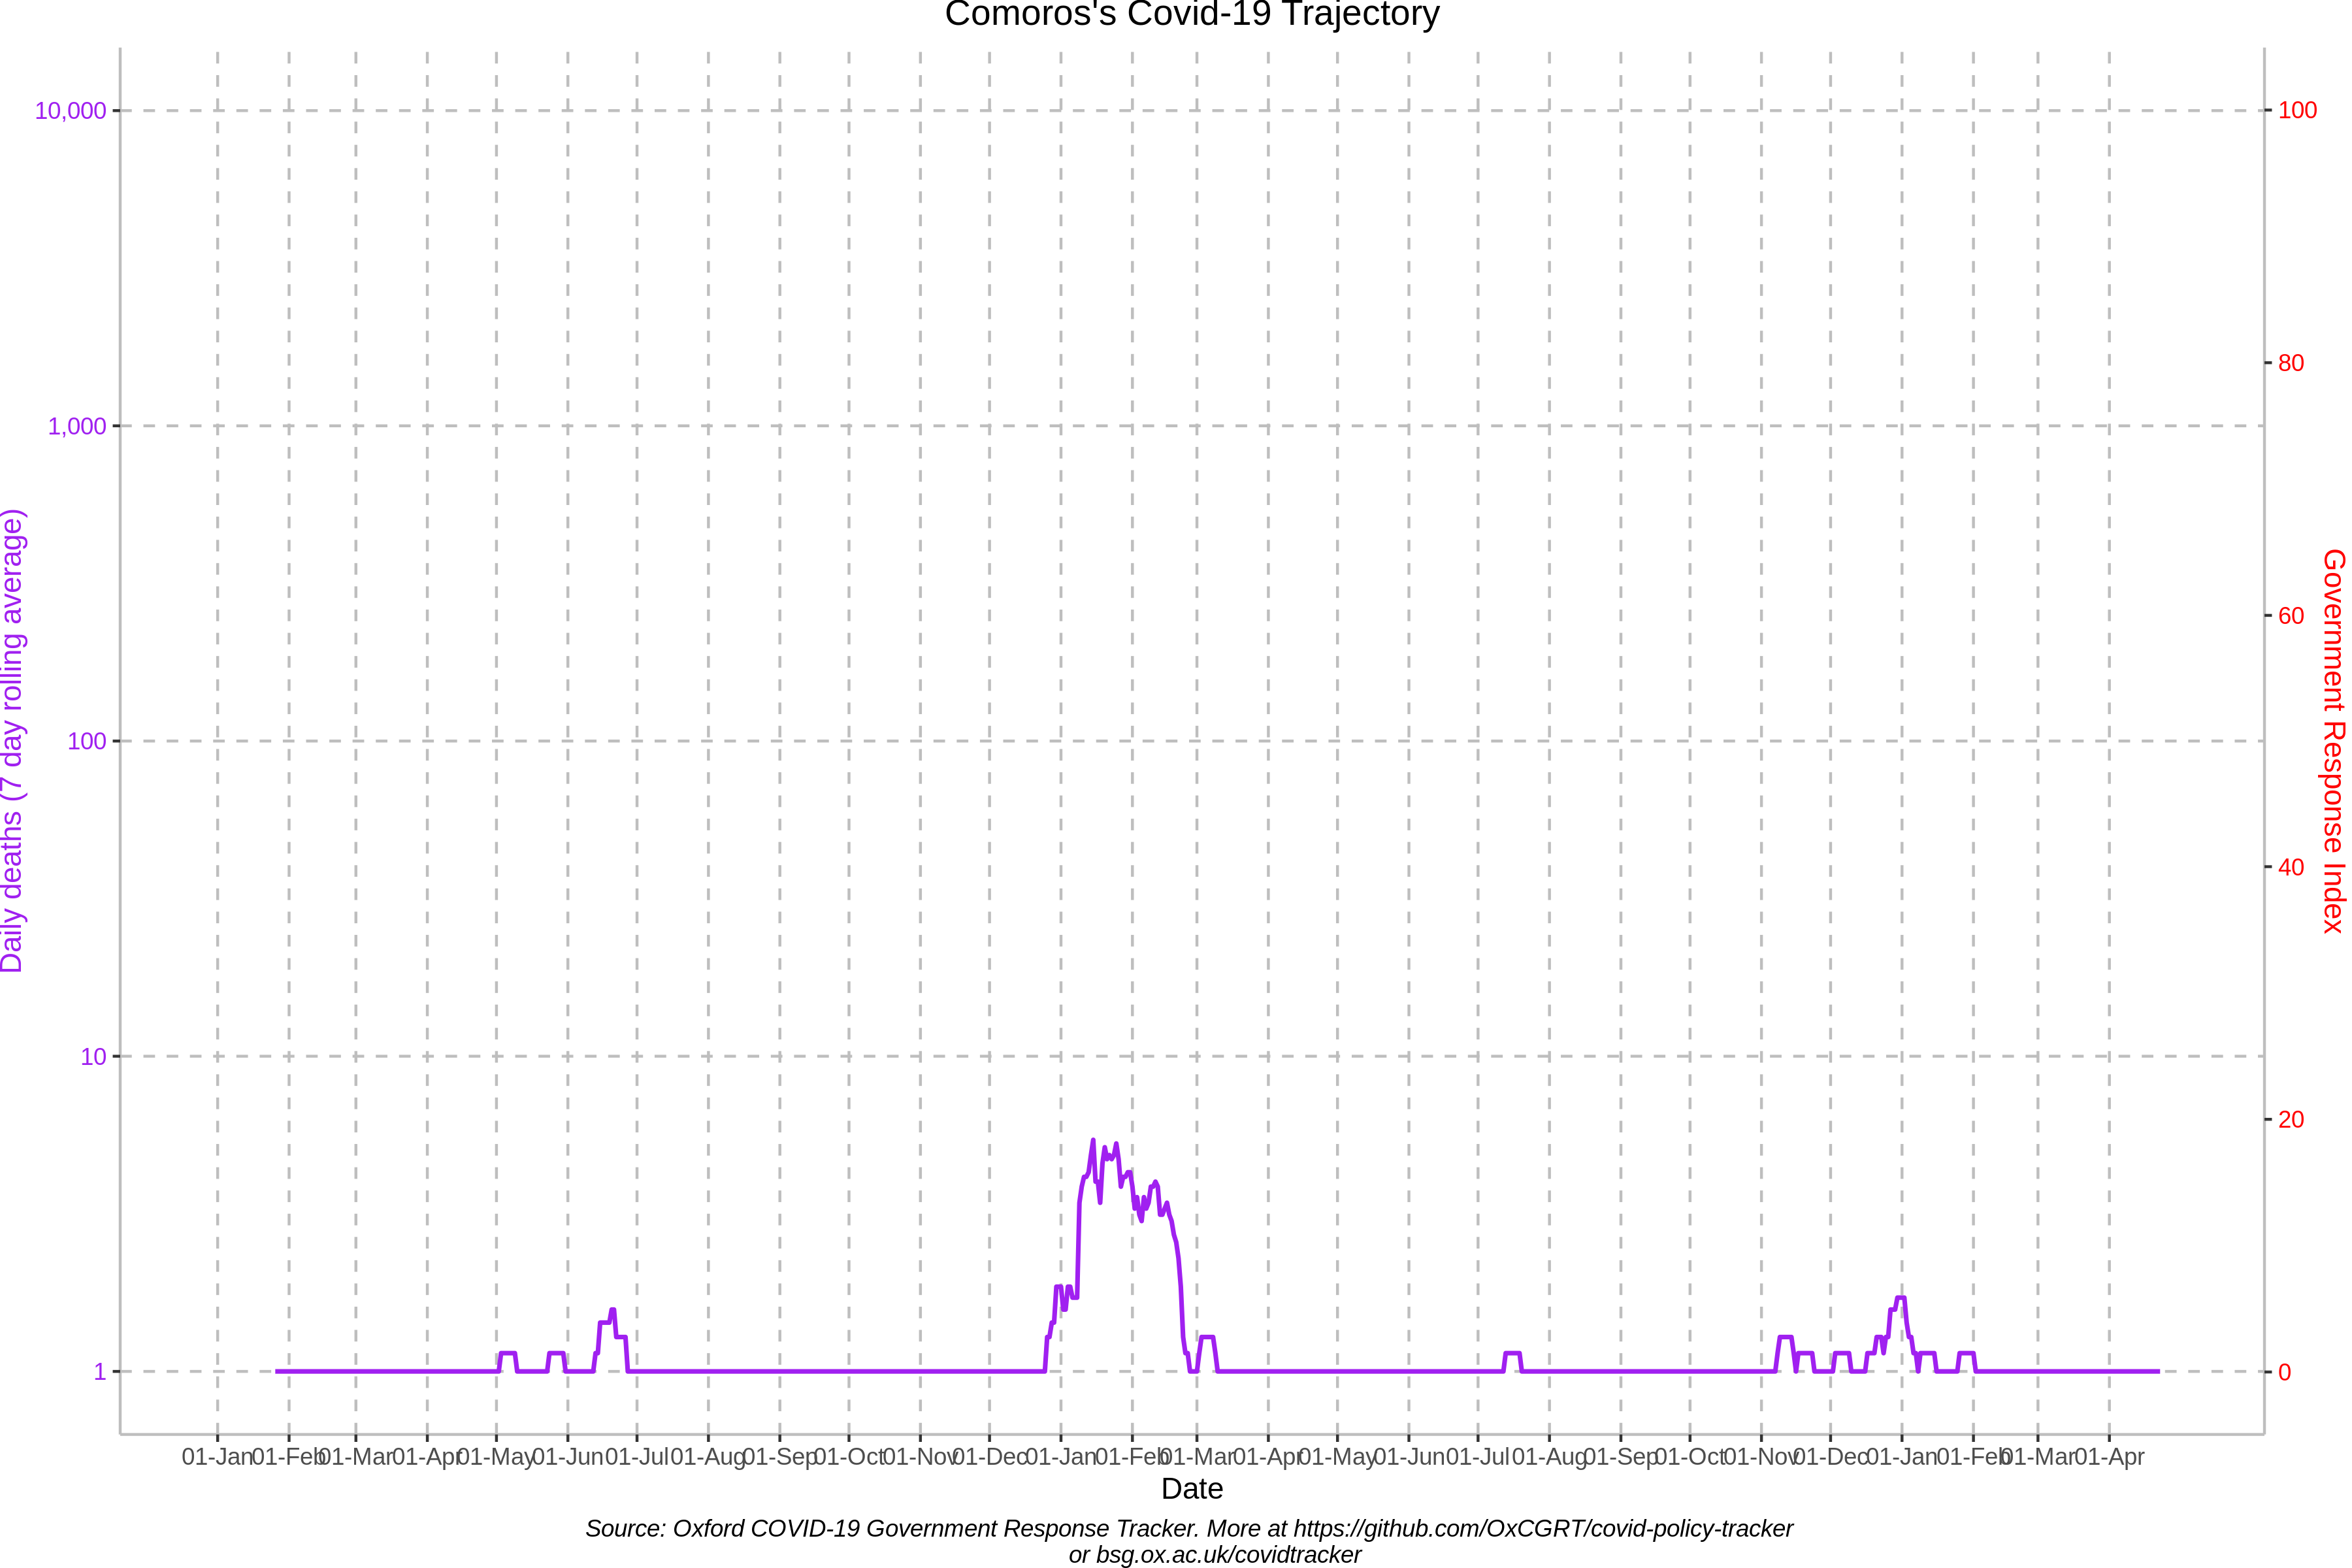 Comoros's Covid-19 Trajectory
10,000
1,000
100
10
1
Daily deaths (7 day rolling average)
100
80
60
40
20
0
Government Response Index
01-Jan 01-Feb 01-Mar 01-Apr 01-May 01-Jun 01-Jul 01-Aug 01-Sep 01-Oct 01-Nov 01-Dec 01-Jan 01-Feb 01-Mar 01-Apr 01-May 01-Jun 01-Jul 01-Aug 01-Sep 01-Oct 01-Nov 01-Dec 01-Jan 01-Feb 01-Mar 01-Apr
Date
Source: Oxford COVID-19 Government Response Tracker. More at https://github.com/OxCGRT/covid-policy-tracker
or bsg.ox.ac.uk/covidtracker